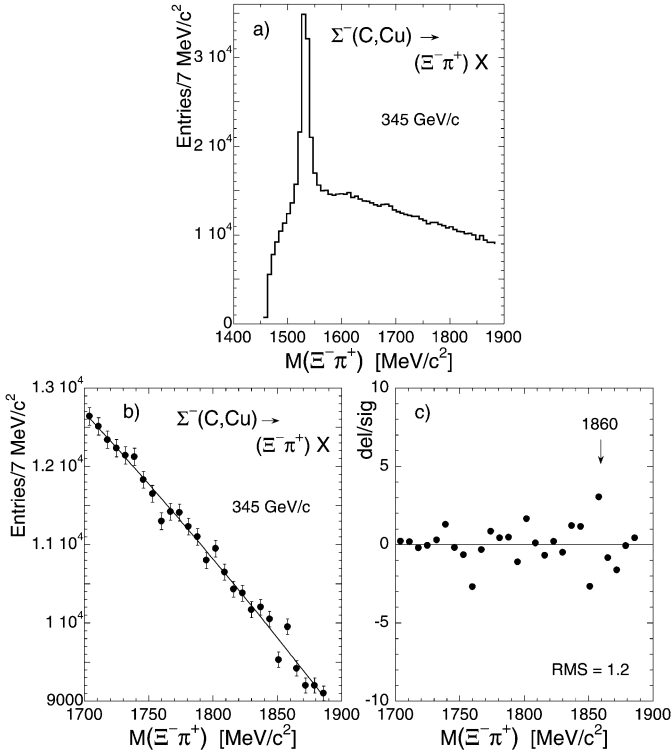 a)
Σ⁻(C,Cu) →
(Ξ⁻π⁺) X
345 GeV/c
Entries/7 MeV/c²
3 10⁴
2 10⁴
1 10⁴
0
1400 1500 1600 1700 1800 1900
M(Ξ⁻π⁺) [MeV/c²]
b)
Σ⁻(C,Cu) →
(Ξ⁻π⁺) X
345 GeV/c
Entries/7 MeV/c²
1.3 10⁴
1.2 10⁴
1.1 10⁴
1 10⁴
9000
1700 1750 1800 1850 1900
M(Ξ⁻π⁺) [MeV/c²]
c)
1860
del/sig
10
5
0
-5
-10
RMS = 1.2
1700 1750 1800 1850 1900
M(Ξ⁻π⁺) [MeV/c²]